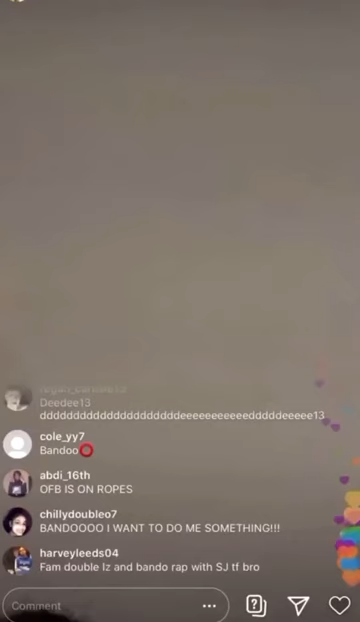 Deedee13
dddddddddddddddddddddeeeeeeeeeeedddddeeeee13
cole_yy7
Bandoo⭕
abdi_16th
OFB IS ON ROPES
chillydoubleo7
BANDOOOO I WANT TO DO ME SOMETHING!!!
harveyleeds04
Fam double lz and bando rap with SJ tf bro
Comment